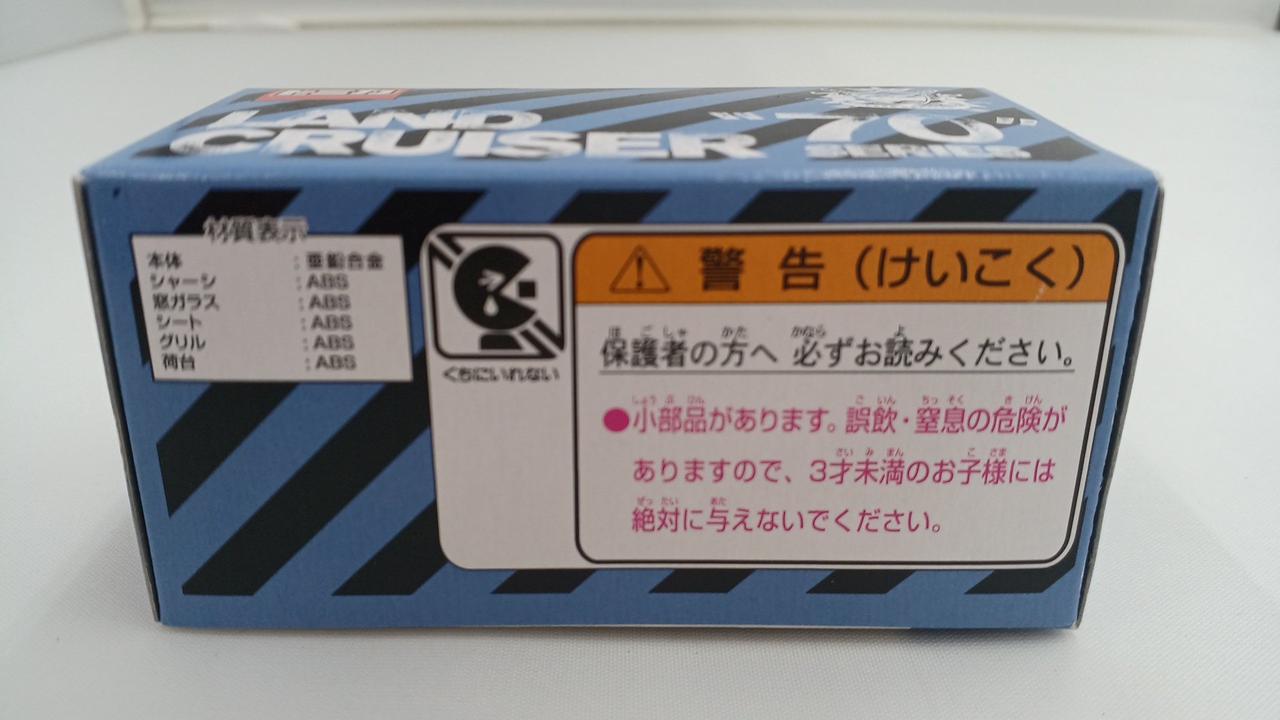 LAND
CRUISER
"70"
SERIES
材質表示
本体 : 亜鉛合金
シャーシ : ABS
窓ガラス : ABS
シート : ABS
グリル : ABS
荷台 : ABS
くちにいれない
警告(けいこく)
保護者の方へ 必ずお読みください。
●小部品があります。誤飲・窒息の危険が
ありますので、3才未満のお子様には
絶対に与えないでください。